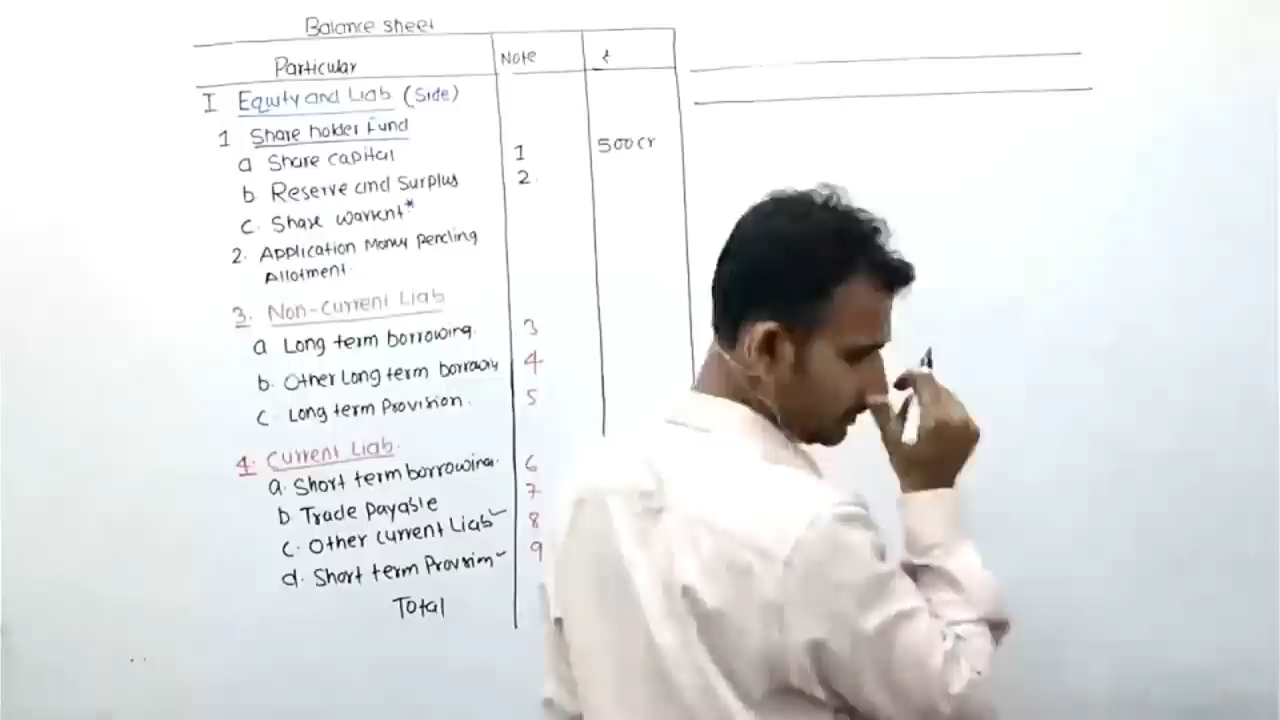 Balance sheet
Particular Note ₹
I Equity and Liab (Side)
1 Share holder Fund
a Share capital 1 500 cr
b Reserve and Surplus 2.
c. Share warrent*
2. Application Money pending
Allotment.
3. Non-current Liab
a Long term borrowing. 3
b. Other Long term borrowing 4
c. Long term Provision. 5
4. Current Liab.
a. Short term borrowing. 6
b Trade payable 7
c. Other current Liab 8
d. Short term Provision 9
Total